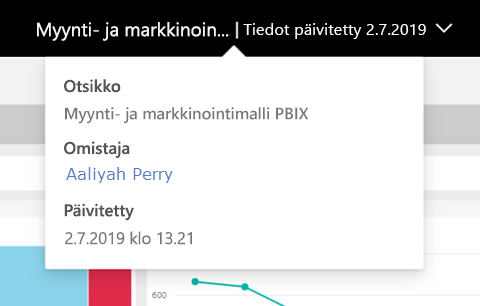 Myynti- ja markkinoin... | Tiedot päivitetty 2.7.2019
Otsikko
Myynti- ja markkinointimalli PBIX
Omistaja
Aaliyah Perry
Päivitetty
2.7.2019 klo 13.21
600